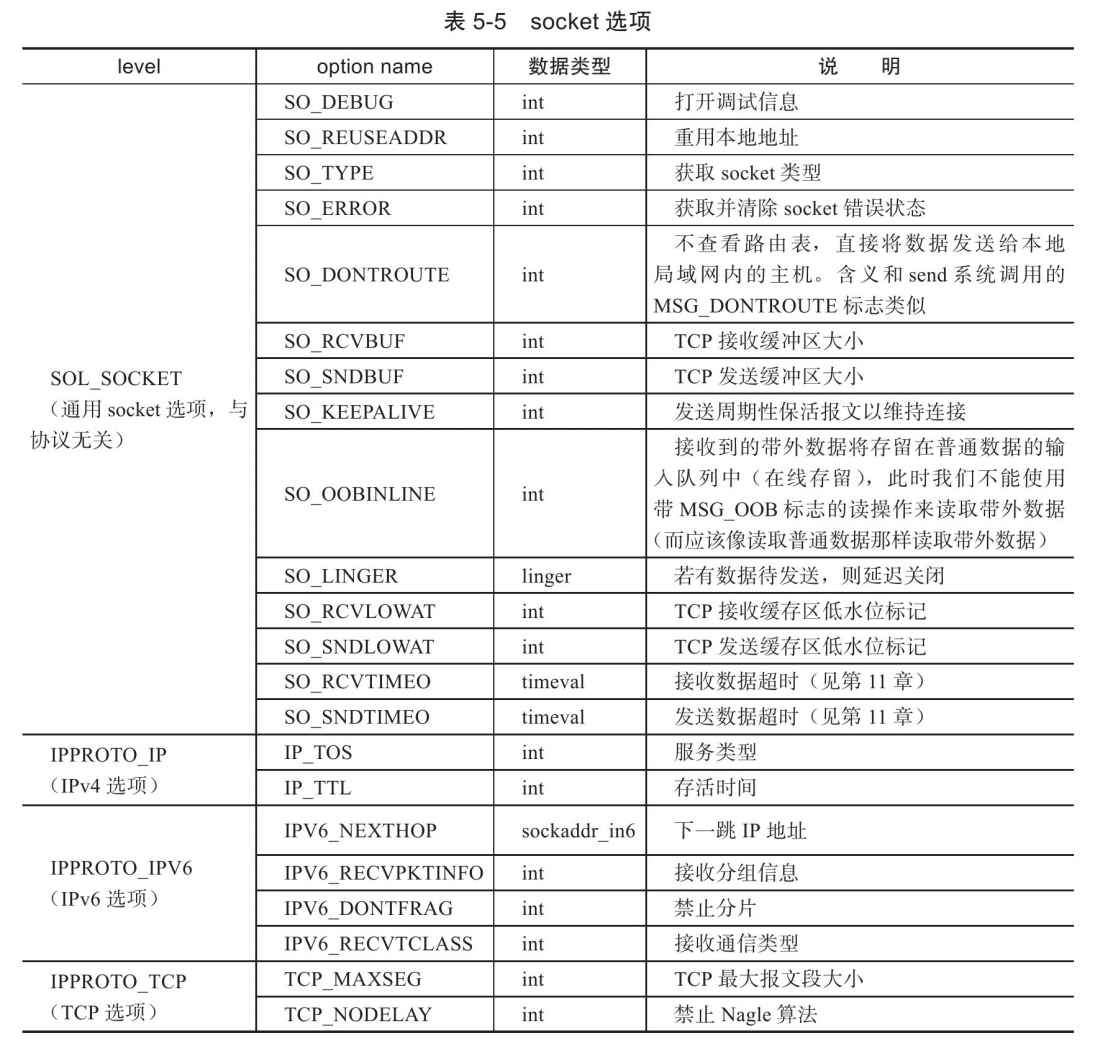 表 5-5 socket 选项
level option name 数据类型 说 明
SOL_SOCKET
（通用 socket 选项，与
协议无关）
SO_DEBUG int 打开调试信息
SO_REUSEADDR int 重用本地地址
SO_TYPE int 获取 socket 类型
SO_ERROR int 获取并清除 socket 错误状态
SO_DONTROUTE int 不查看路由表，直接将数据发送给本地
局域网内的主机。含义和 send 系统调用的
MSG_DONTROUTE 标志类似
SO_RCVBUF int TCP 接收缓冲区大小
SO_SNDBUF int TCP 发送缓冲区大小
SO_KEEPALIVE int 发送周期性保活报文以维持连接
SO_OOBINLINE int 接收到的带外数据将存留在普通数据的输
入队列中（在线存留），此时我们不能使用
带 MSG_OOB 标志的读操作来读取带外数据
（而应该像读取普通数据那样读取带外数据）
SO_LINGER linger 若有数据待发送，则延迟关闭
SO_RCVLOWAT int TCP 接收缓存区低水位标记
SO_SNDLOWAT int TCP 发送缓存区低水位标记
SO_RCVTIMEO timeval 接收数据超时（见第 11 章）
SO_SNDTIMEO timeval 发送数据超时（见第 11 章）
IPPROTO_IP
（IPv4 选项）
IP_TOS int 服务类型
IP_TTL int 存活时间
IPPROTO_IPV6
（IPv6 选项）
IPV6_NEXTHOP sockaddr_in6 下一跳 IP 地址
IPV6_RECVPKTINFO int 接收分组信息
IPV6_DONTFRAG int 禁止分片
IPV6_RECVTCLASS int 接收通信类型
IPPROTO_TCP
（TCP 选项）
TCP_MAXSEG int TCP 最大报文段大小
TCP_NODELAY int 禁止 Nagle 算法